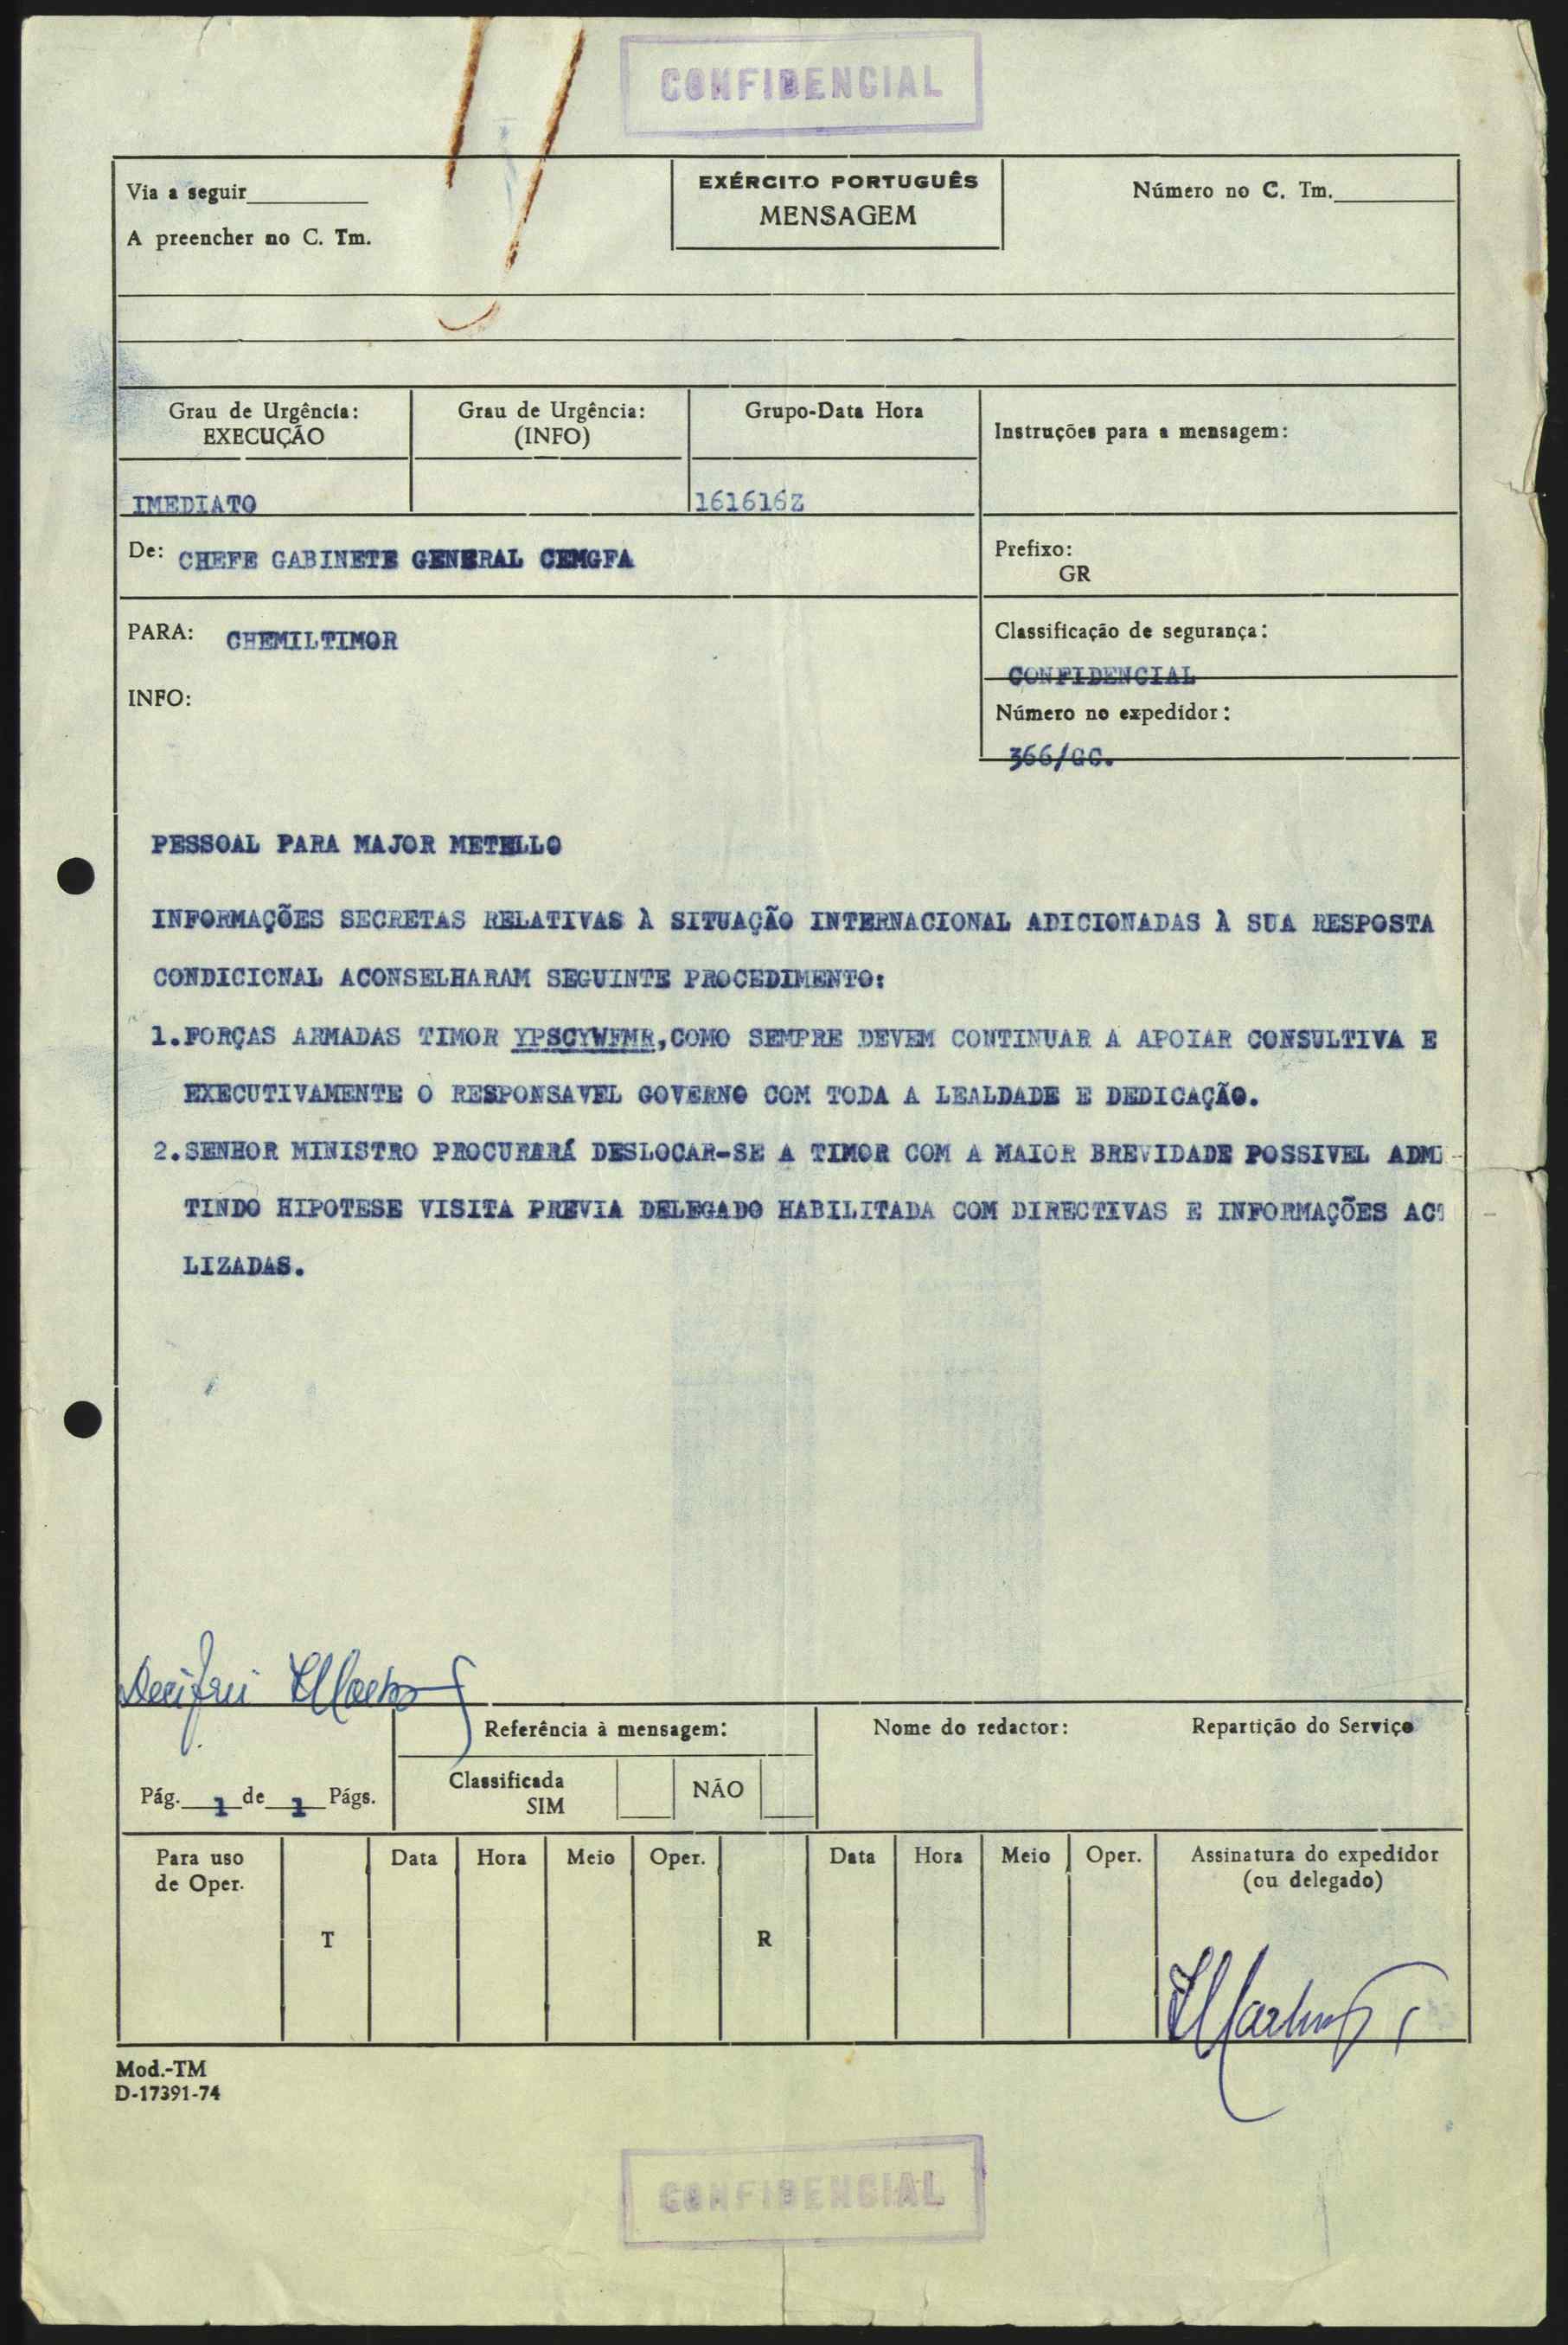 CONFIDENCIAL
Via a seguir
EXÉRCITO PORTUGUÊS
MENSAGEM
Número no C. Tm.
A preencher no C. Tm.
Grau de Urgência:
EXECUÇÃO
Grau de Urgência:
(INFO)
Grupo-Data Hora
Instruções para a mensagem:
IMEDIATO
161616Z
De: CHEFE GABINETE GENERAL CEMGFA
Prefixo:
GR
PARA: CHEMILTIMOR
Classificação de segurança:
CONFIDENCIAL
INFO:
Número no expedidor:
366/GC.
PESSOAL PARA MAJOR METELLO
INFORMAÇÕES SECRETAS RELATIVAS À SITUAÇÃO INTERNACIONAL ADICIONADAS À SUA RESPOSTA
CONDICICNAL ACONSELHARAM SEGUINTE PROCEDIMENTO:
1.FORÇAS ARMADAS TIMOR YPSCYWFMR,COMO SEMPRE DEVEM CONTINUAR A APOIAR CONSULTIVA E
EXECUTIVAMENTE O RESPONSAVEL GOVERNO COM TODA A LEALDADE E DEDICAÇÃO.
2.SENHOR MINISTRO PROCURARÁ DESLOCAR-SE A TIMOR COM A MAIOR BREVIDADE POSSIVEL ADMI-
TINDO HIPOTESE VISITA PREVIA DELEGADO HABILITADA COM DIRECTIVAS E INFORMAÇÕES
LIZADAS.
Decifrei
Referência à mensagem:
Nome do redactor:
Repartição do Serviço
Pág. 1 de 1 Págs.
Classificada
SIM
NÃO
Para uso
de Oper.
T
Data
Hora
Meio
Oper.
R
Data
Hora
Meio
Oper.
Assinatura do expedidor
(ou delegado)
Mod.-TM
D-17391-74
CONFIDENCIAL